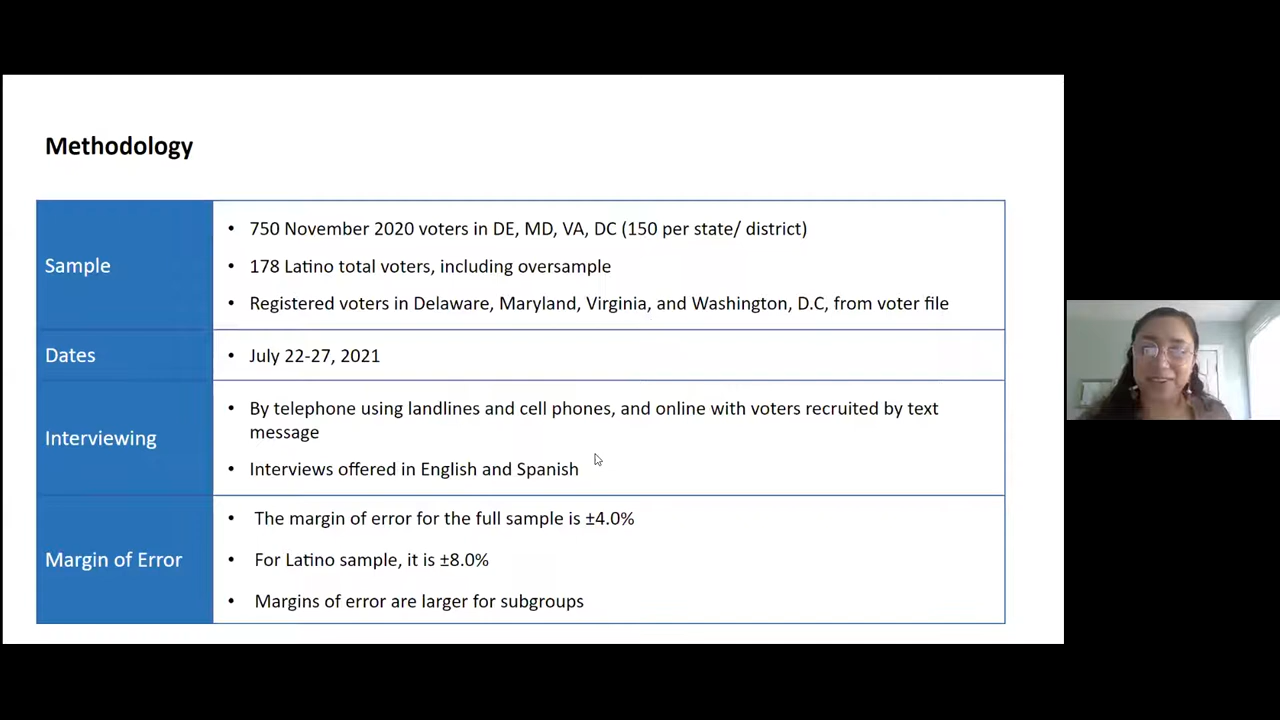 Methodology
Sample
• 750 November 2020 voters in DE, MD, VA, DC (150 per state/ district)
• 178 Latino total voters, including oversample
• Registered voters in Delaware, Maryland, Virginia, and Washington, D.C, from voter file
Dates
• July 22-27, 2021
Interviewing
• By telephone using landlines and cell phones, and online with voters recruited by text
message
• Interviews offered in English and Spanish
Margin of Error
• The margin of error for the full sample is ±4.0%
• For Latino sample, it is ±8.0%
• Margins of error are larger for subgroups